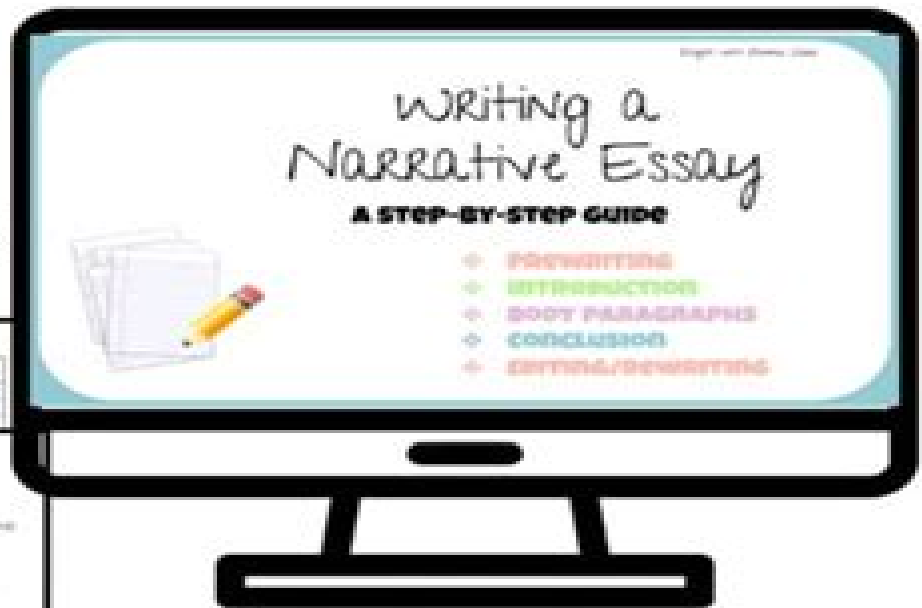 Writing a
Narrative Essay
A STEP-BY-STEP GUIDE
PREWRITING
INTRODUCTION
BODY PARAGRAPHS
CONCLUSION
EDITING/REWRITING